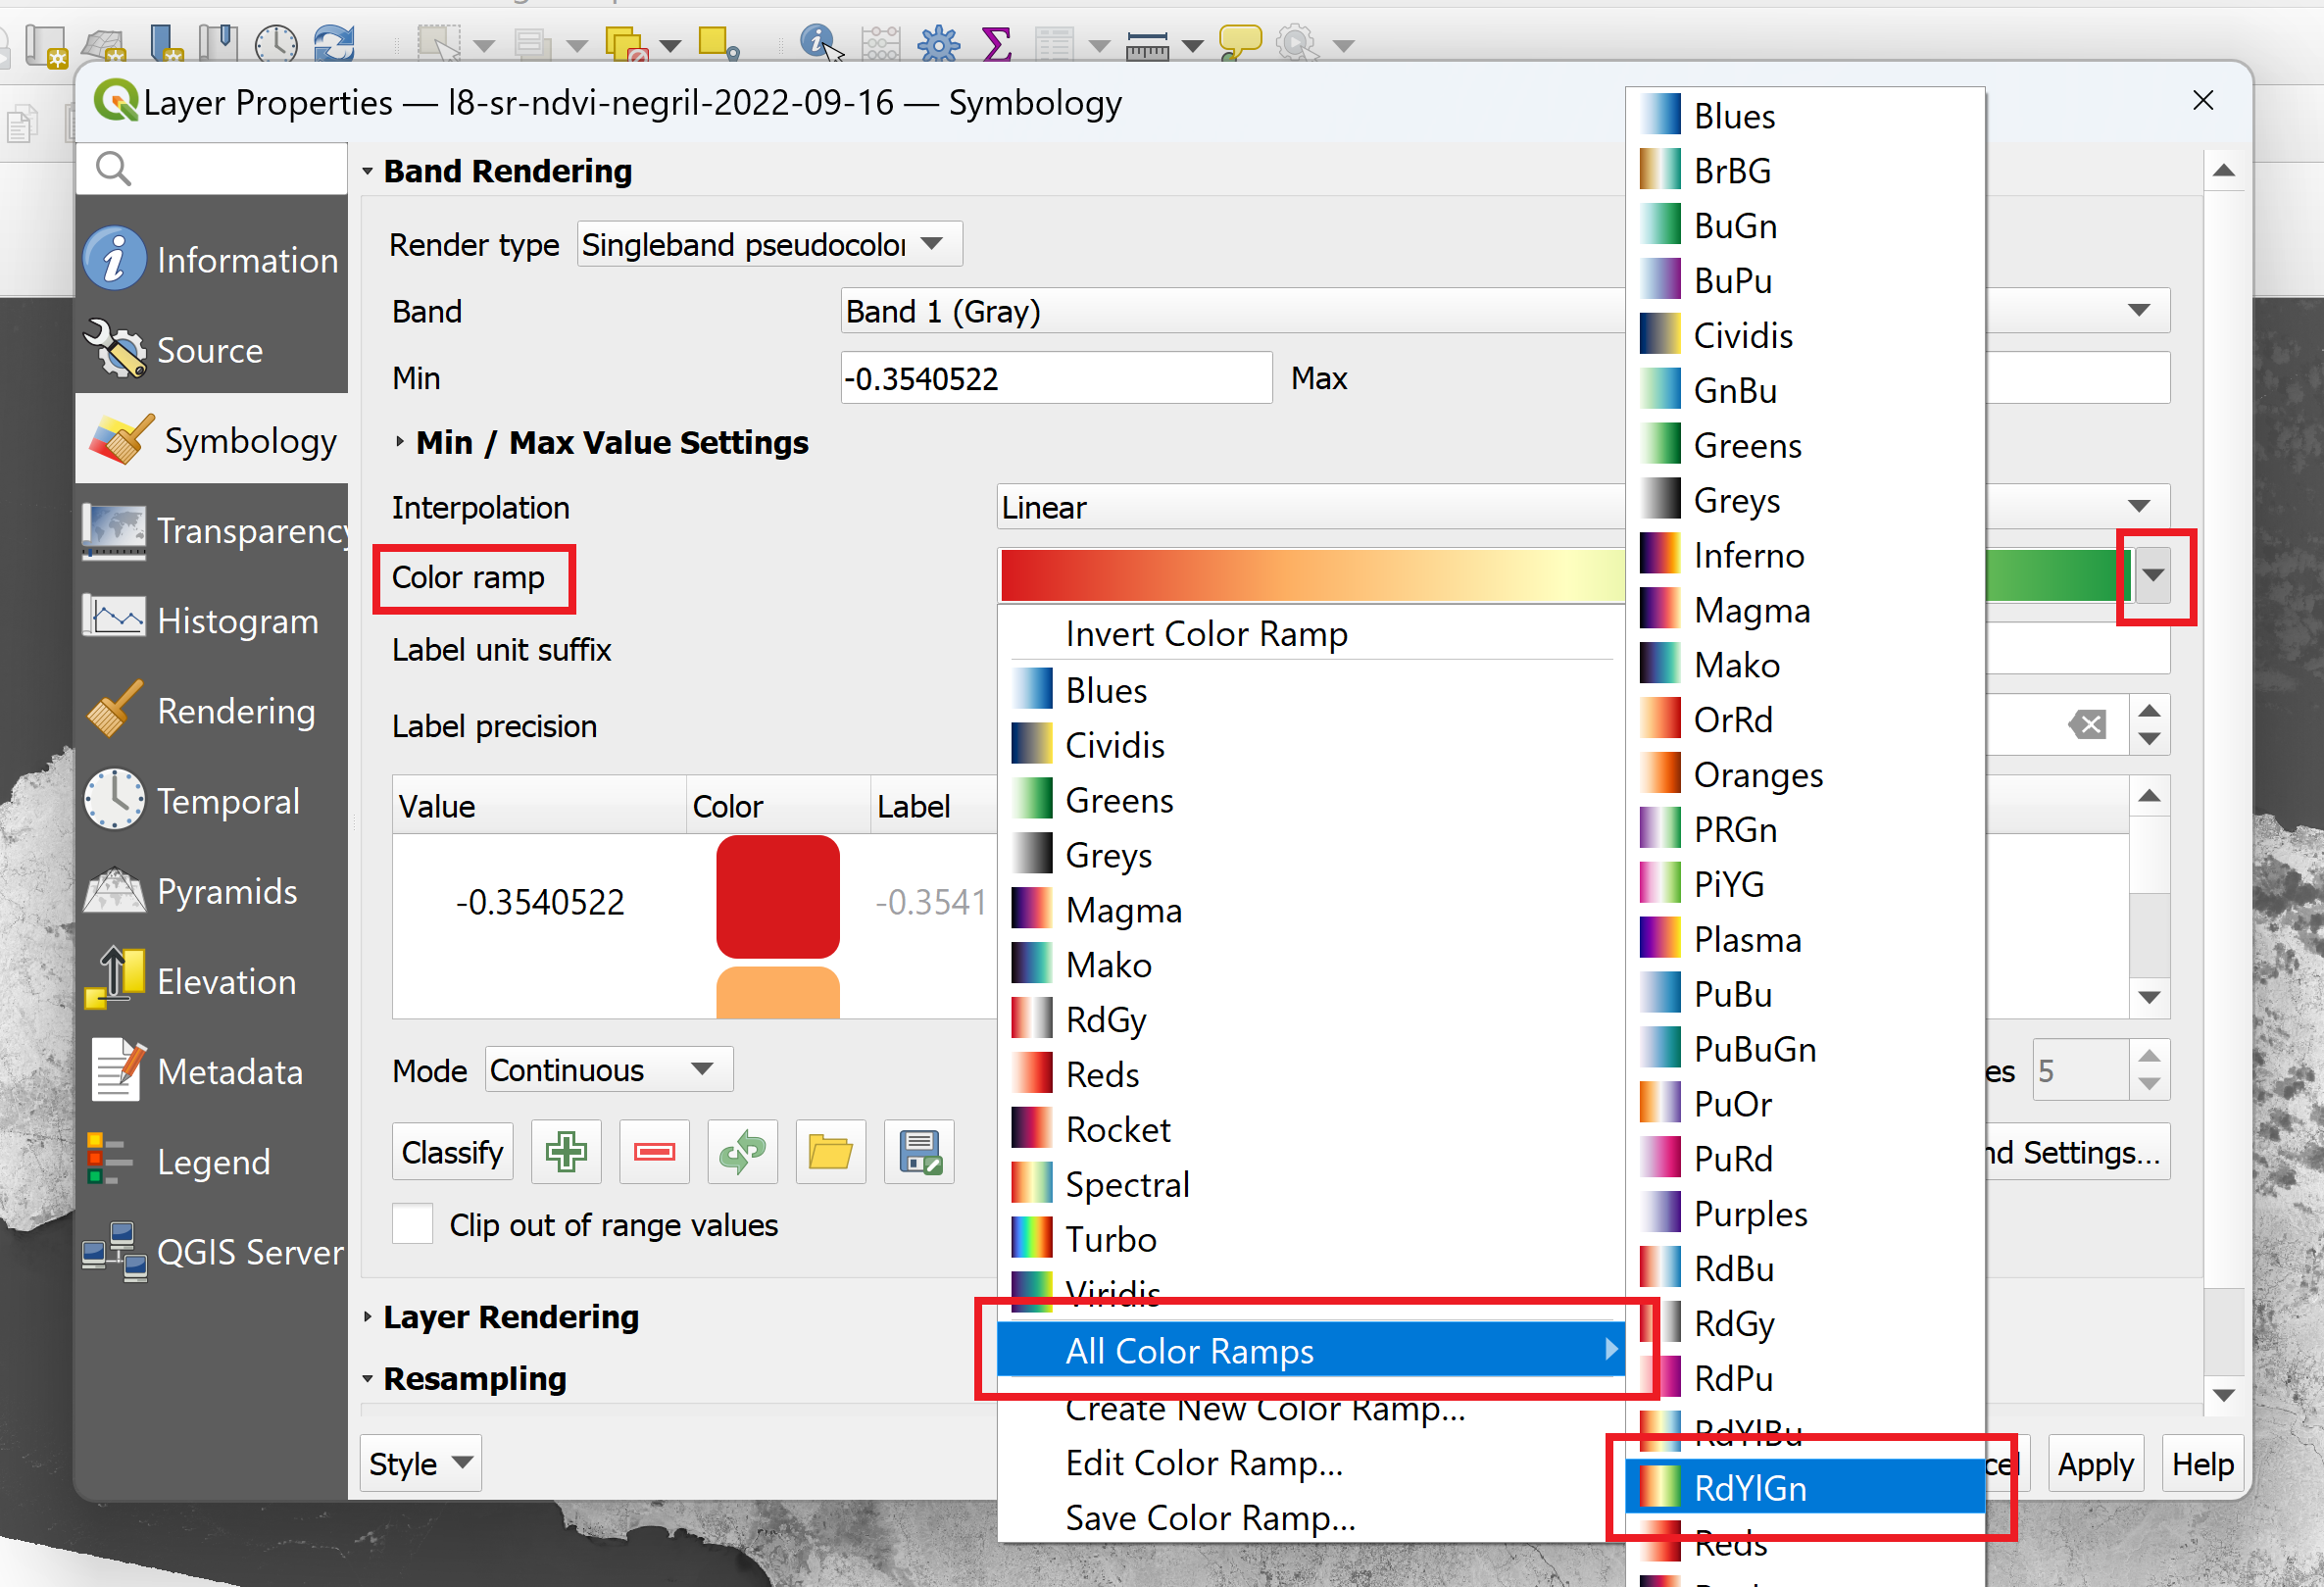 Layer Properties — l8-sr-ndvi-negril-2022-09-16 — Symbology
Information
Source
Symbology
Transparency
Histogram
Rendering
Temporal
Pyramids
Elevation
Metadata
Legend
QGIS Server
Band Rendering
Render type Singleband pseudocolor
Band Band 1 (Gray)
Min -0.3540522 Max
Min / Max Value Settings
Interpolation Linear
Color ramp
Label unit suffix
Label precision
Value Color Label
-0.3540522 -0.3541
Mode Continuous
es 5
Classify
nd Settings...
Clip out of range values
Layer Rendering
Resampling
Style
cel Apply Help
Invert Color Ramp
Blues
Cividis
Greens
Greys
Magma
Mako
RdGy
Reds
Rocket
Spectral
Turbo
Viridis
All Color Ramps
Create New Color Ramp...
Edit Color Ramp...
Save Color Ramp...
Blues
BrBG
BuGn
BuPu
Cividis
GnBu
Greens
Greys
Inferno
Magma
Mako
OrRd
Oranges
PRGn
PiYG
Plasma
PuBu
PuBuGn
PuOr
PuRd
Purples
RdBu
RdGy
RdPu
RdYlBu
RdYlGn
Reds